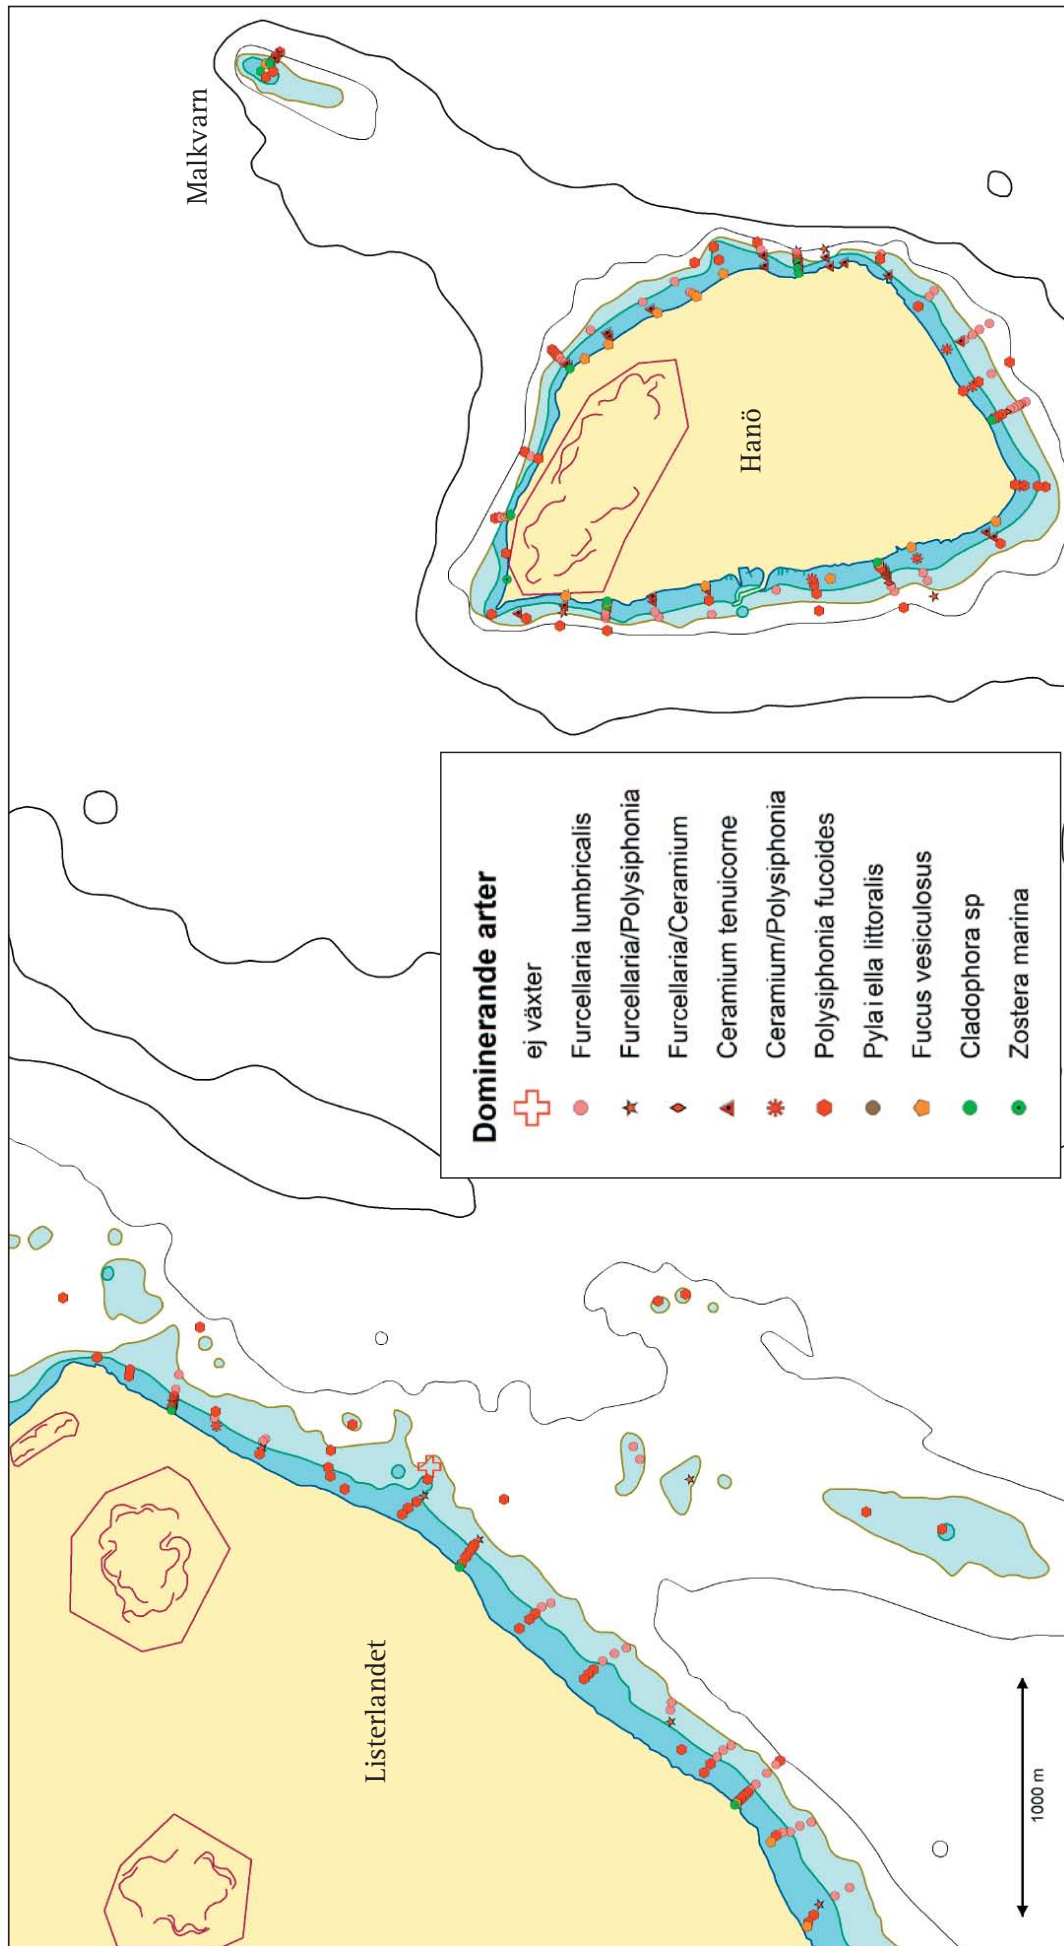 Malkvarn
Hanö
Listerlandet
Dominerande arter
ej växter
Furcellaria lumbricalis
Furcellaria/Polysiphonia
Furcellaria/Ceramium
Ceramium tenuicorne
Ceramium/Polysiphonia
Polysiphonia fucoides
Pylai ella littoralis
Fucus vesiculosus
Cladophora sp
Zostera marina
1000 m